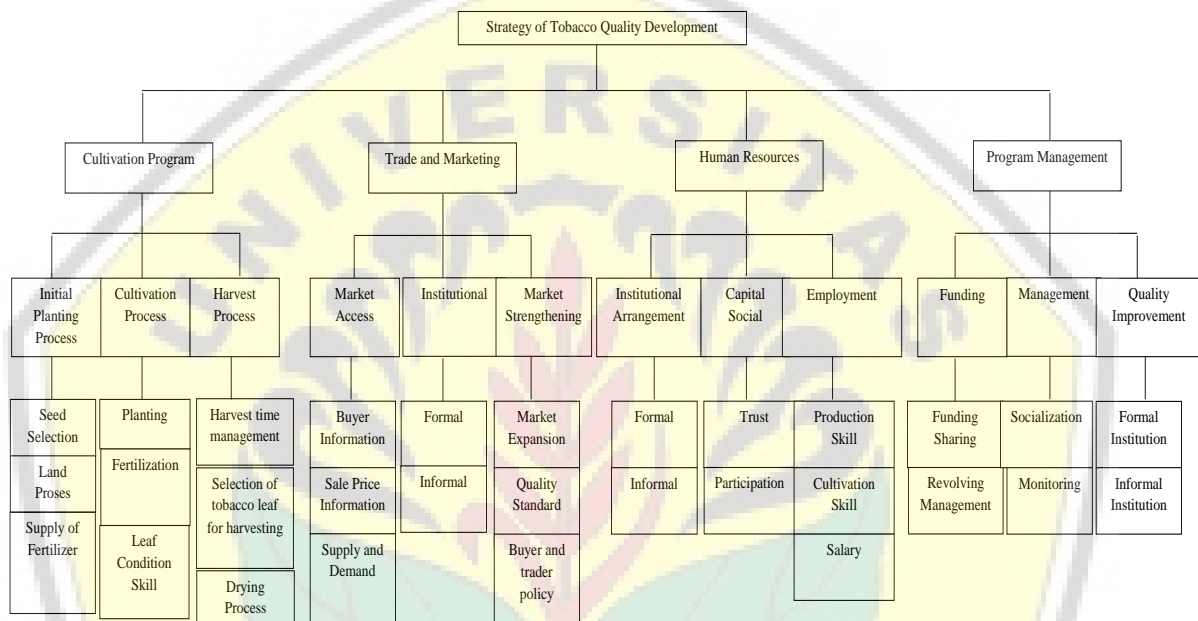 Strategy of Tobacco Quality Development
UNIVERSITAS
Cultivation Program
Trade and Marketing
Human Resources
Program Management
Initial
Planting
Process
Cultivation
Process
Harvest
Process
Market
Access
Institutional
Market
Strengthening
Institutional
Arrangement
Capital
Social
Employment
Funding
Management
Quality
Improvement
Seed
Selection
Land
Proses
Supply of
Fertilizer
Planting
Fertilization
Leaf
Condition
Skill
Harvest time
management
Selection of
tobacco leaf
for harvesting
Drying
Process
Buyer
Information
Sale Price
Information
Supply and
Demand
Formal
Informal
Market
Expansion
Quality
Standard
Buyer and
trader
policy
Formal
Informal
Trust
Participation
Production
Skill
Cultivation
Skill
Salary
Funding
Sharing
Revolving
Management
Socialization
Monitoring
Formal
Institution
Informal
Institution